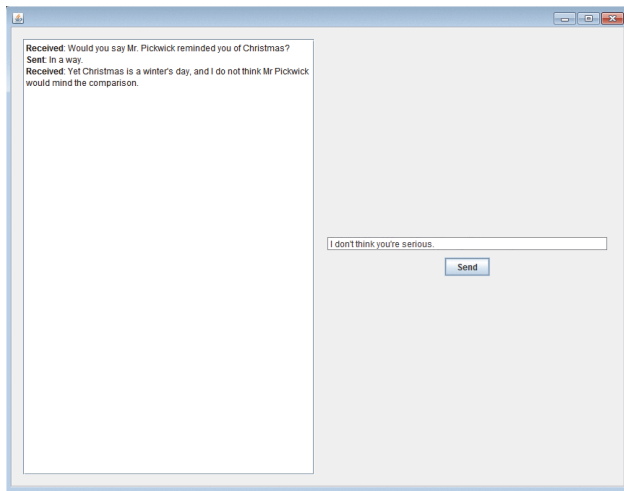 Received: Would you say Mr. Pickwick reminded you of Christmas?
Sent: In a way.
Received: Yet Christmas is a winter's day, and I do not think Mr Pickwick
would mind the comparison.
I don't think you're serious.
Send